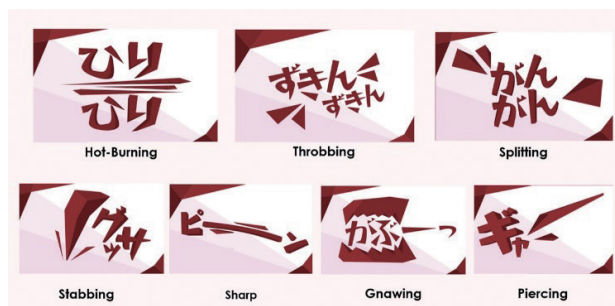 ひり
ひり
Hot-Burning
ずきん
ずきん
Throbbing
がん
がん
Splitting
グサッ
Stabbing
ピーン
Sharp
がぶーっ
Gnawing
ギャ
Piercing